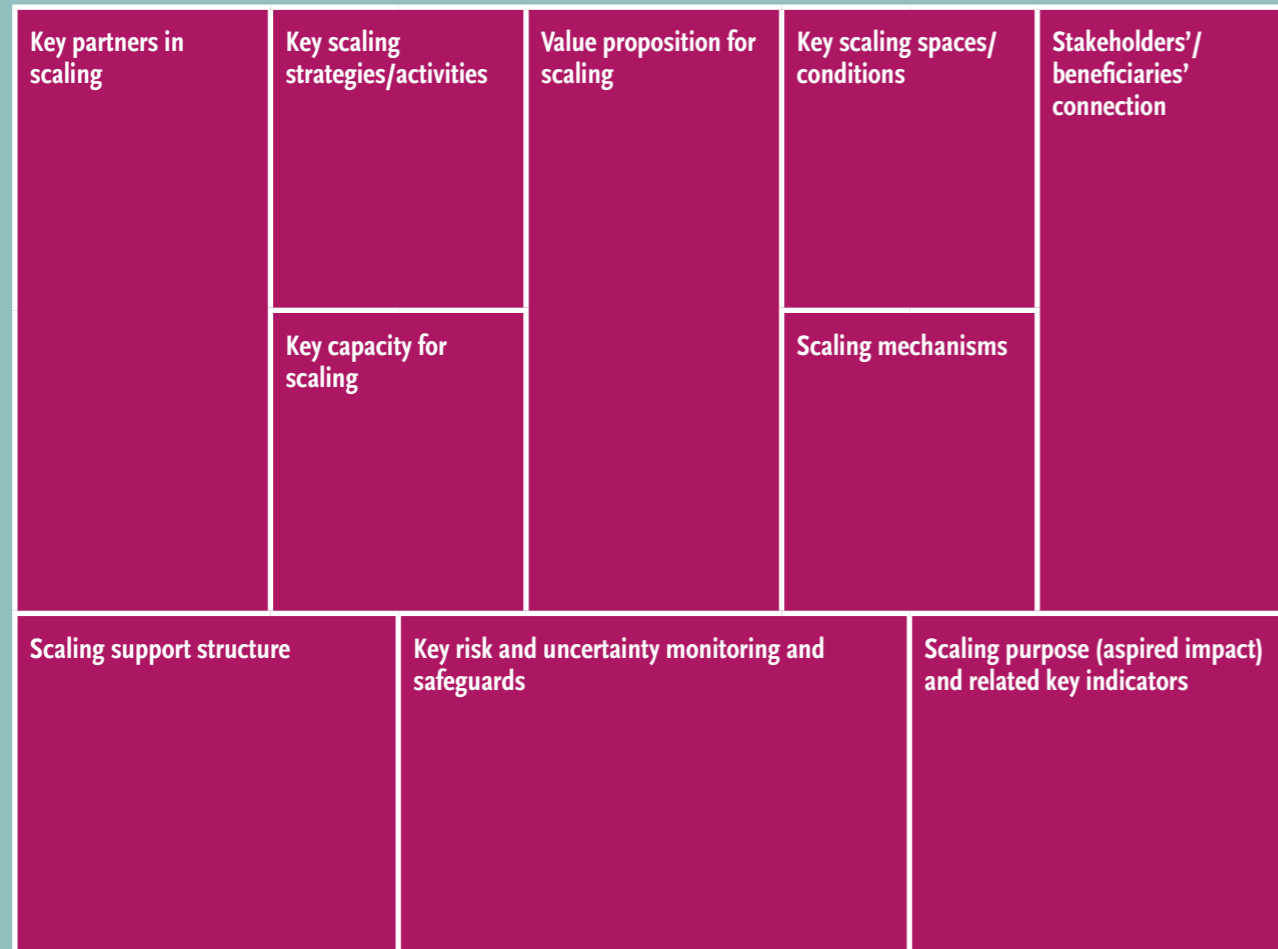 Key partners in
scaling
Key scaling
strategies/activities
Key capacity for
scaling
Value proposition for
scaling
Key scaling spaces/
conditions
Scaling mechanisms
Stakeholders’/
beneficiaries’
connection
Scaling support structure
Key risk and uncertainty monitoring and
safeguards
Scaling purpose (aspired impact)
and related key indicators